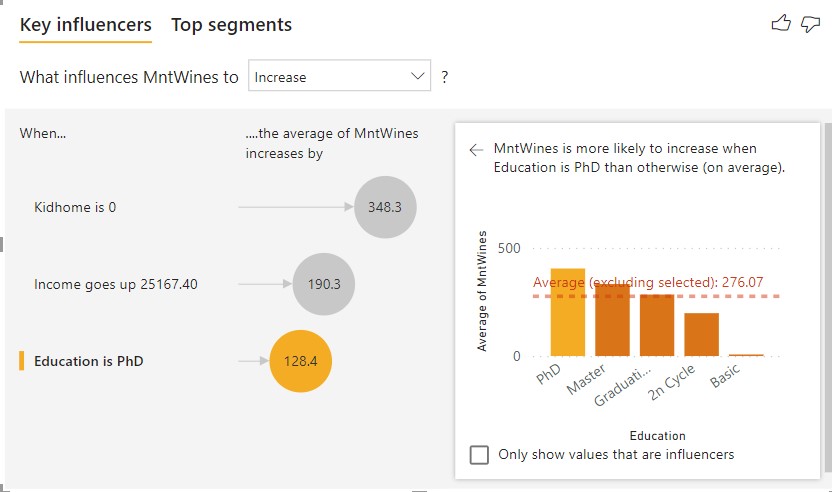 Key influencers Top segments
What influences MntWines to Increase ?
When...
....the average of MntWines
increases by
Kidhome is 0
348.3
Income goes up 25167.40
190.3
Education is PhD
128.4
MntWines is more likely to increase when
Education is PhD than otherwise (on average).
Average of MntWines
500
Average (excluding selected): 276.07
0
PhD
Master
Graduati...
2n Cycle
Basic
Education
Only show values that are influencers